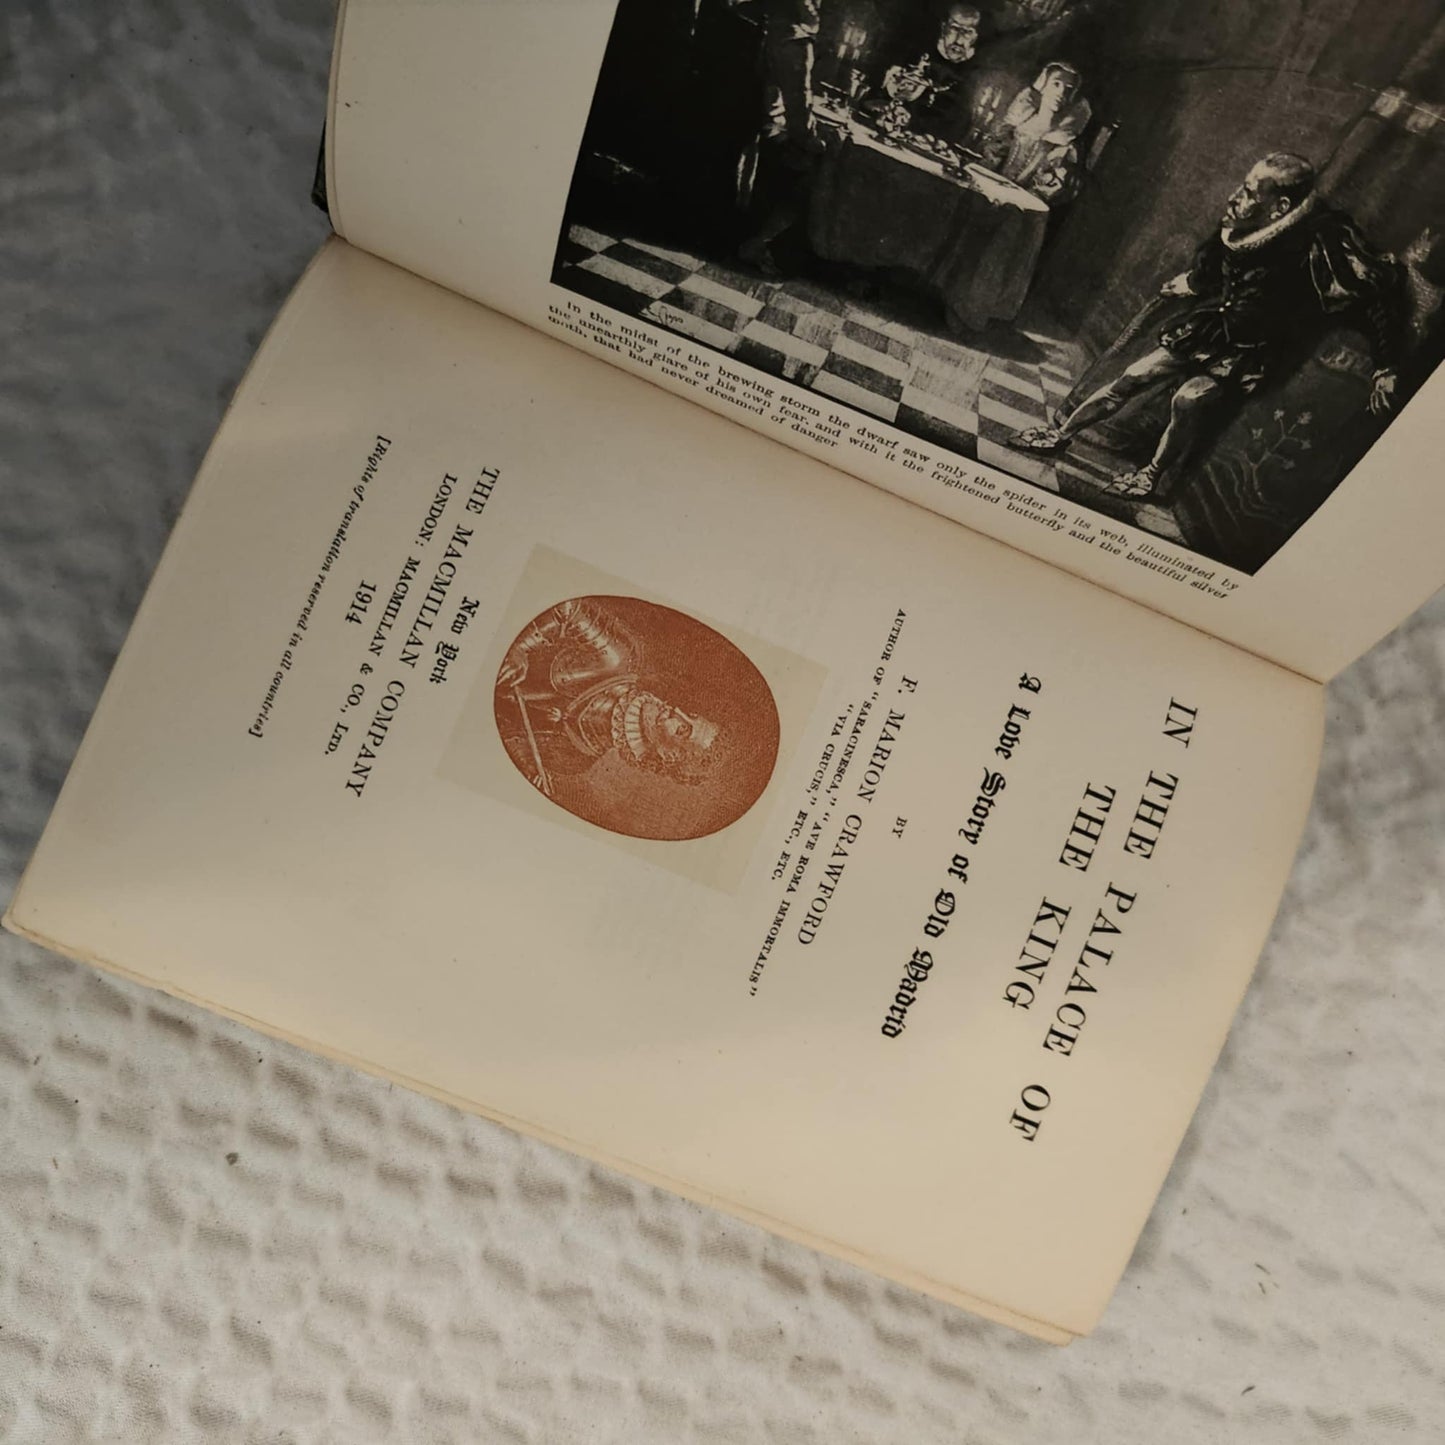 In the midst of the brewing storm the dwarf saw only the spider in its web, illuminated by
the unearthly glare of his own fear, and with it the frightened butterfly and the beautiful silver
moth, that had never dreamed of danger
IN THE PALACE OF
THE KING
A Love Story of Old Madrid
BY
F. MARION CRAWFORD
AUTHOR OF “SARACINESCA,” “AVE ROMA IMMORTALIS”
“VIA CRUCIS,” ETC., ETC.
New York
THE MACMILLAN COMPANY
LONDON: MACMILLAN & CO., LTD.
1914
[Rights of translation reserved in all countries]